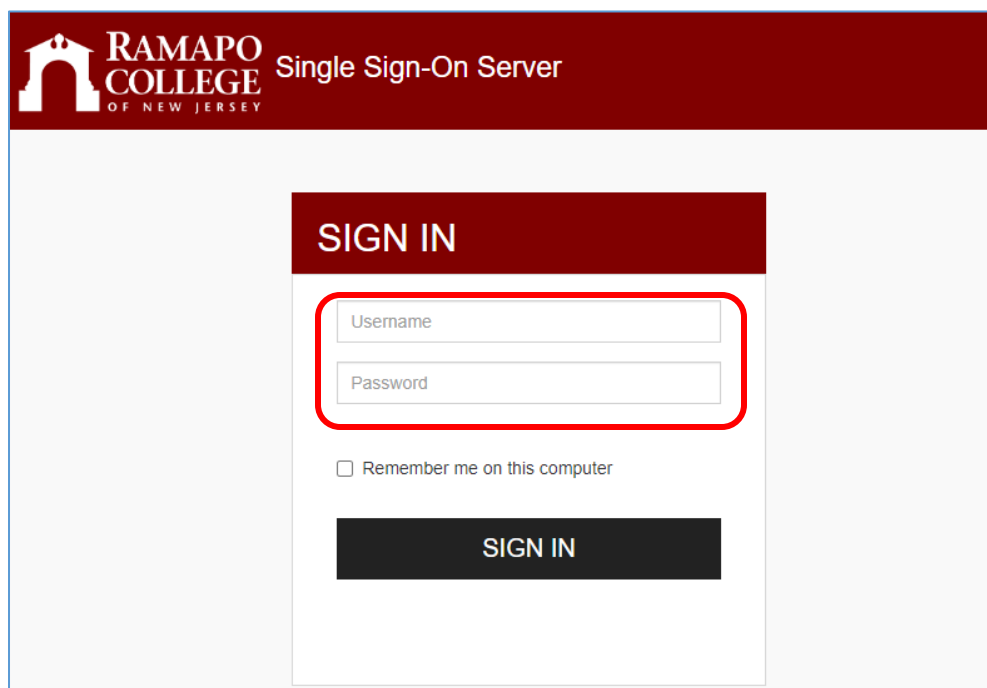 RAMAPO
COLLEGE
OF NEW JERSEY
Single Sign-On Server
SIGN IN
Username
Password
Remember me on this computer
SIGN IN